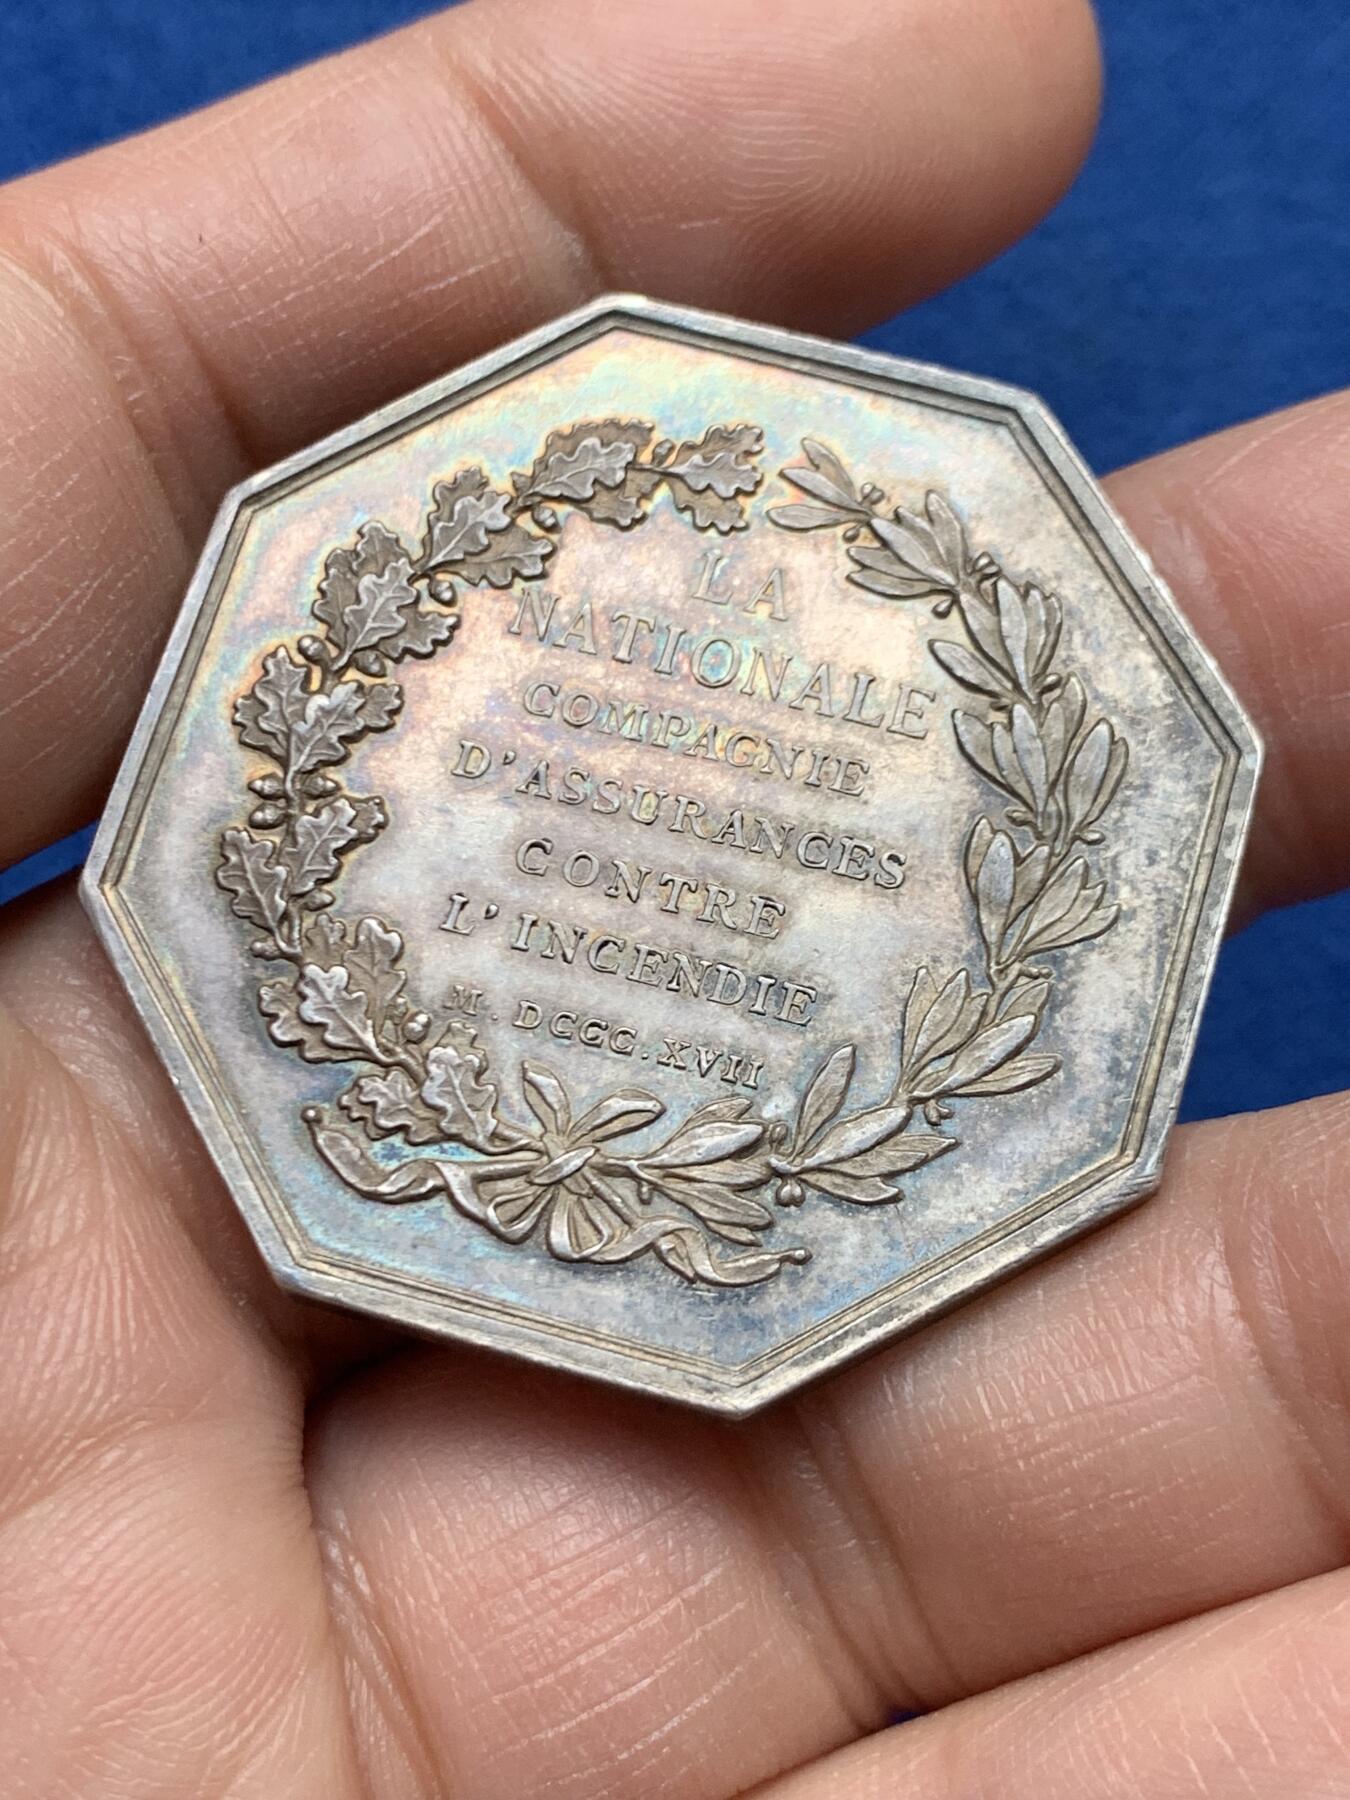 LA
NATIONALE
COMPAGNIE
D'ASSURANCES
CONTRE
L'INCENDIE
M. DCCC. XVII